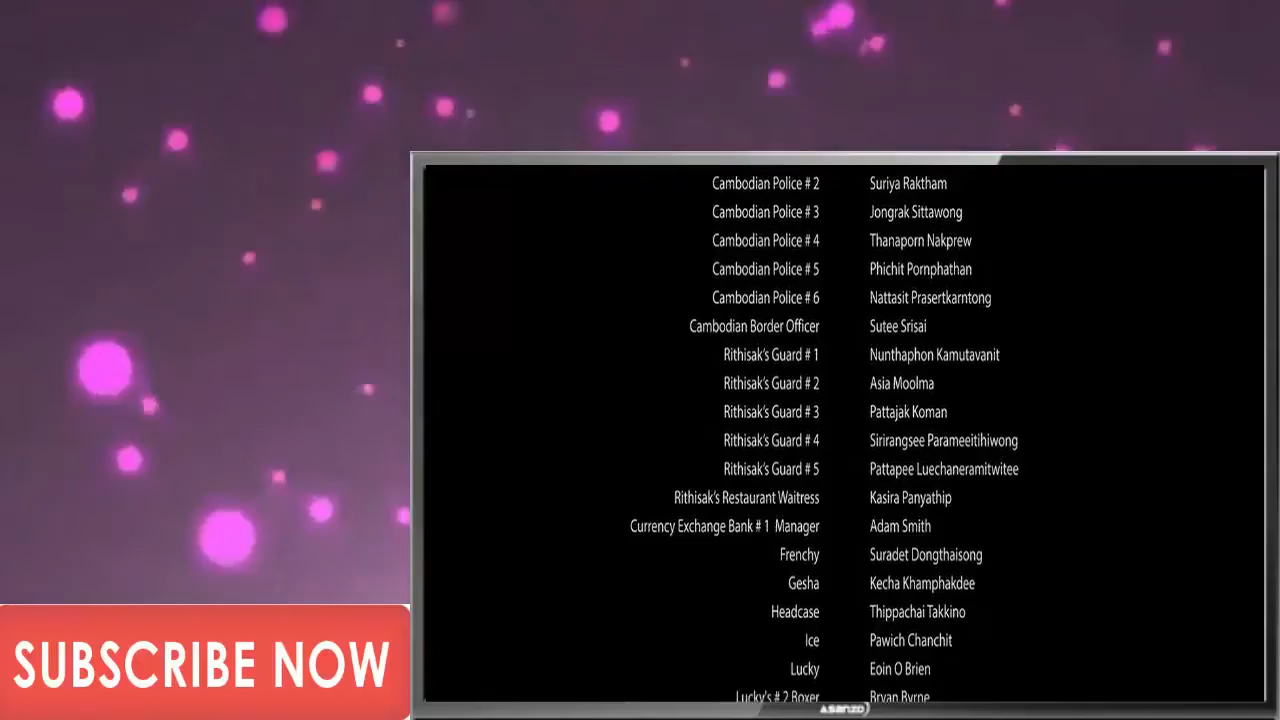 Cambodian Police # 2 Suriya Raktham
Cambodian Police # 3 Jongrak Sittawong
Cambodian Police # 4 Thanaporn Nakprew
Cambodian Police # 5 Phichit Pornphathan
Cambodian Police # 6 Nattasit Prasertkarntong
Cambodian Border Officer Sutee Srisai
Rithisak's Guard # 1 Nunthaphon Kamutavanit
Rithisak's Guard # 2 Asia Moolma
Rithisak's Guard # 3 Pattajak Koman
Rithisak's Guard # 4 Sirirangsee Parameeitihiwong
Rithisak's Guard # 5 Pattapee Luechaneramitwitee
Rithisak's Restaurant Waitress Kasira Panyathip
Currency Exchange Bank # 1 Manager Adam Smith
Frenchy Suradet Dongthaisong
Gesha Kecha Khamphakdee
Headcase Thippachai Takkino
Ice Pawich Chanchit
Lucky Eoin O Brien
Lucky's # 2 Boxer Bryan Byrne
SUBSCRIBE NOW
asanzo